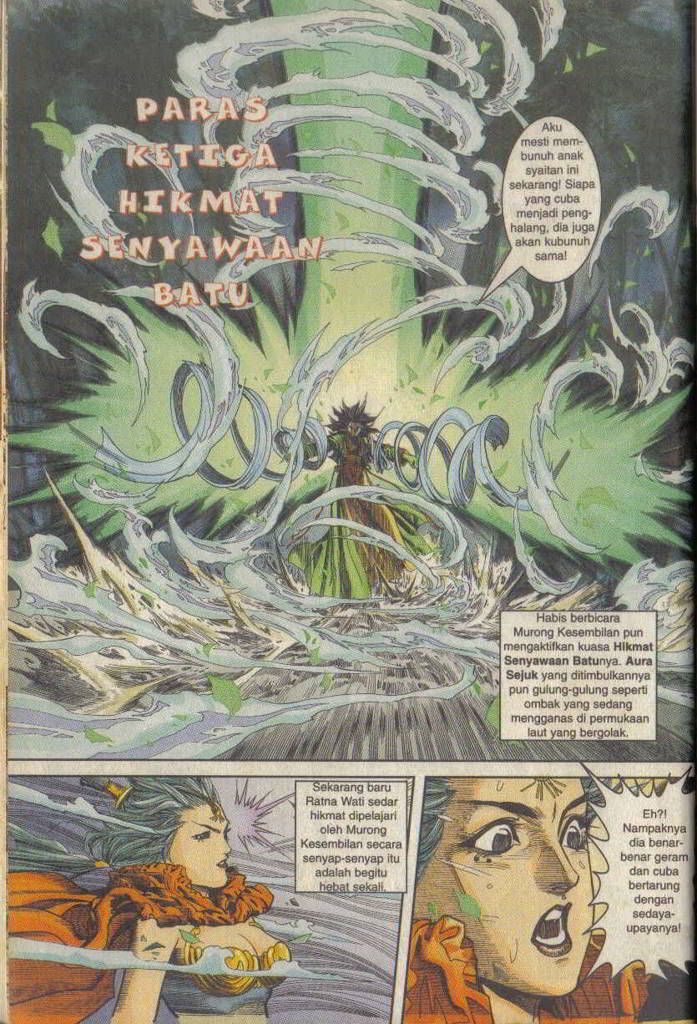 PARAS
KETIGA
HIKMAT
SENYAWAAN
BATU
Aku
mesti mem-
bunuh anak
syaitan ini
sekarang! Siapa
yang cuba
menjadi peng-
halang, dia juga
akan kubunuh
sama!
Habis berbicara
Murong Kesembilan pun
mengaktifkan kuasa Hikmat
Senyawaan Batunya. Aura
Sejuk yang ditimbulkannya
pun gulung-gulung seperti
ombak yang sedang
mengganas di permukaan
laut yang bergolak.
Sekarang baru
Ratna Wati sedar
hikmat dipelajari
oleh Murong
Kesembilan secara
senyap-senyap itu
adalah begitu
hebat sekali.
Eh?!
Nampaknya
dia benar-
benar geram
dan cuba
bertarung
dengan
sedaya-
upayanya!